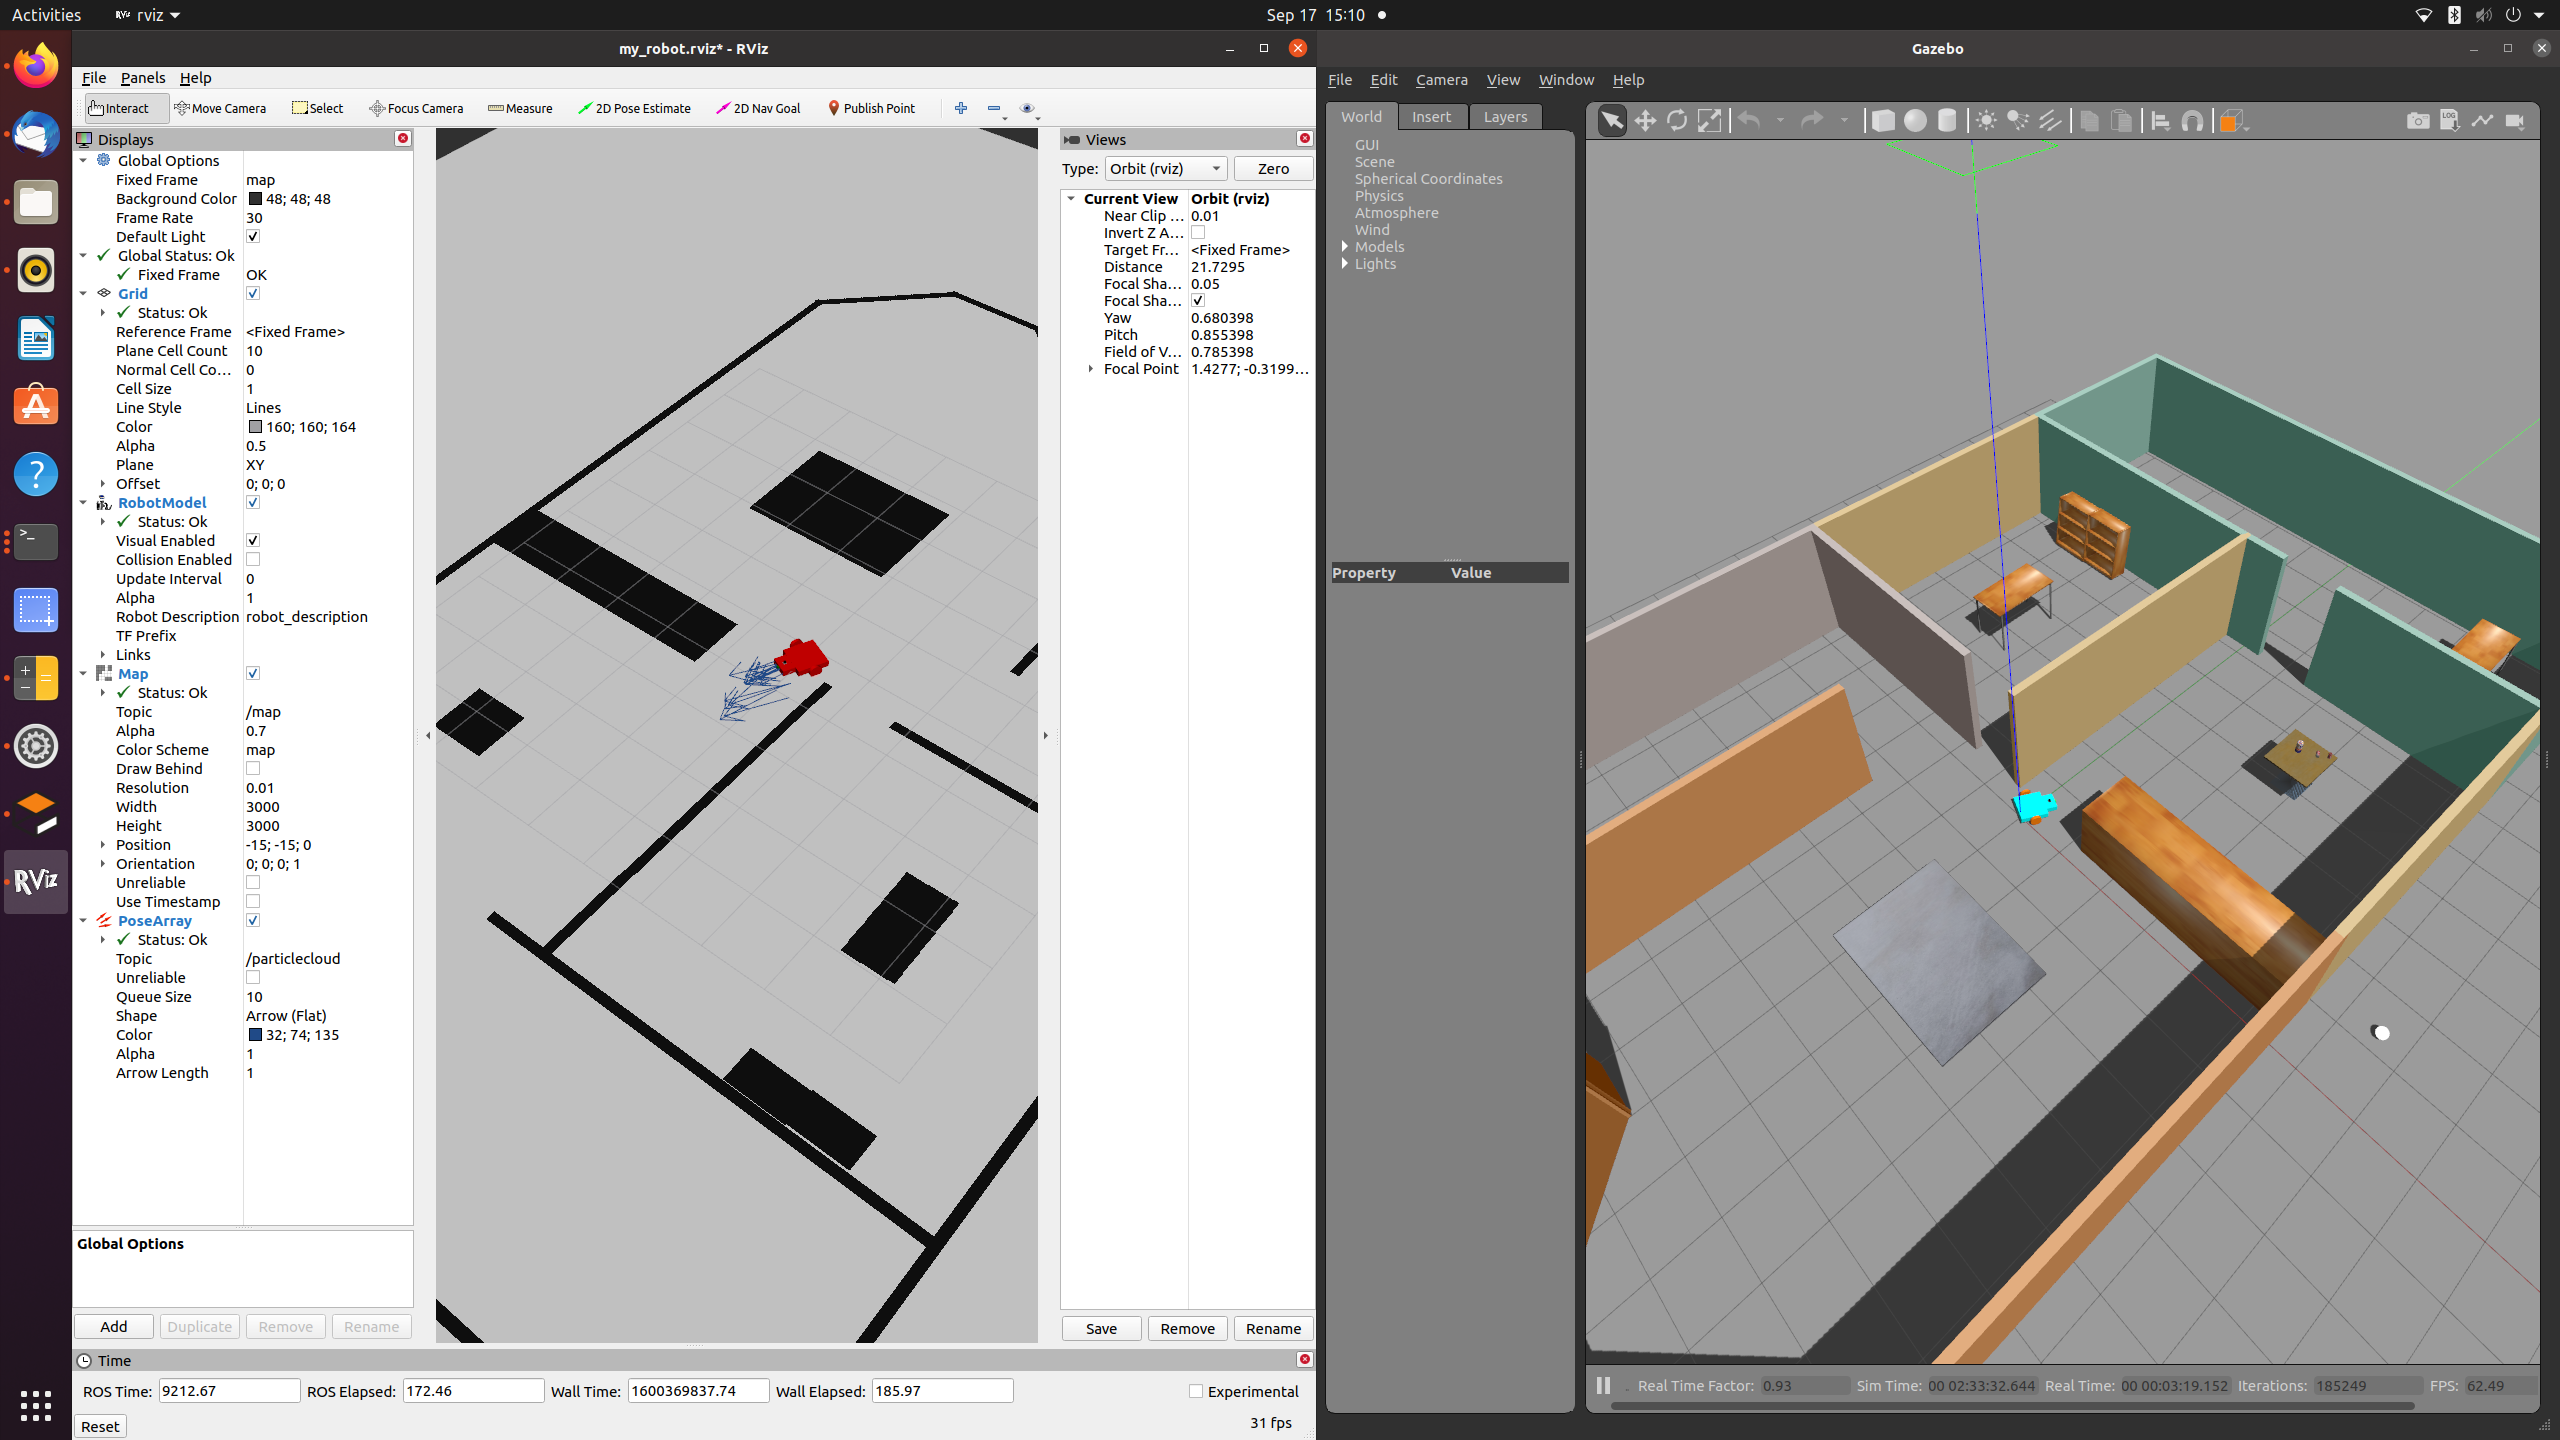 Activities
RViz rviz
Sep 17 15:10
my_robot.rviz* - RViz
File Panels Help
Interact Move Camera Select Focus Camera Measure 2D Pose Estimate 2D Nav Goal Publish Point
Displays
Global Options
Fixed Frame map
Background Color 48; 48; 48
Frame Rate 30
Default Light
Global Status: Ok
Fixed Frame OK
Grid
Status: Ok
Reference Frame <Fixed Frame>
Plane Cell Count 10
Normal Cell Co... 0
Cell Size 1
Line Style Lines
Color 160; 160; 164
Alpha 0.5
Plane XY
Offset 0; 0; 0
RobotModel
Status: Ok
Visual Enabled
Collision Enabled
Update Interval 0
Alpha 1
Robot Description robot_description
TF Prefix
Links
Map
Status: Ok
Topic /map
Alpha 0.7
Color Scheme map
Draw Behind
Resolution 0.01
Width 3000
Height 3000
Position -15; -15; 0
Orientation 0; 0; 0; 1
Unreliable
Use Timestamp
PoseArray
Status: Ok
Topic /particlecloud
Unreliable
Queue Size 10
Shape Arrow (Flat)
Color 32; 74; 135
Alpha 1
Arrow Length 1
Global Options
Add Duplicate Remove Rename
Views
Type: Orbit (rviz) Zero
Current View Orbit (rviz)
Near Clip ... 0.01
Invert Z A...
Target Fr... <Fixed Frame>
Distance 21.7295
Focal Sha... 0.05
Focal Sha...
Yaw 0.680398
Pitch 0.855398
Field of V... 0.785398
Focal Point 1.4277; -0.3199...
Save Remove Rename
Time
ROS Time: 9212.67 ROS Elapsed: 172.46 Wall Time: 1600369837.74 Wall Elapsed: 185.97 Experimental
Reset
31 fps
RViz
Gazebo
File Edit Camera View Window Help
World Insert Layers
GUI
Scene
Spherical Coordinates
Physics
Atmosphere
Wind
Models
Lights
Property Value
LOG
Real Time Factor: 0.93 Sim Time: 00 02:33:32.644 Real Time: 00 00:03:19.152 Iterations: 185249 FPS: 62.49